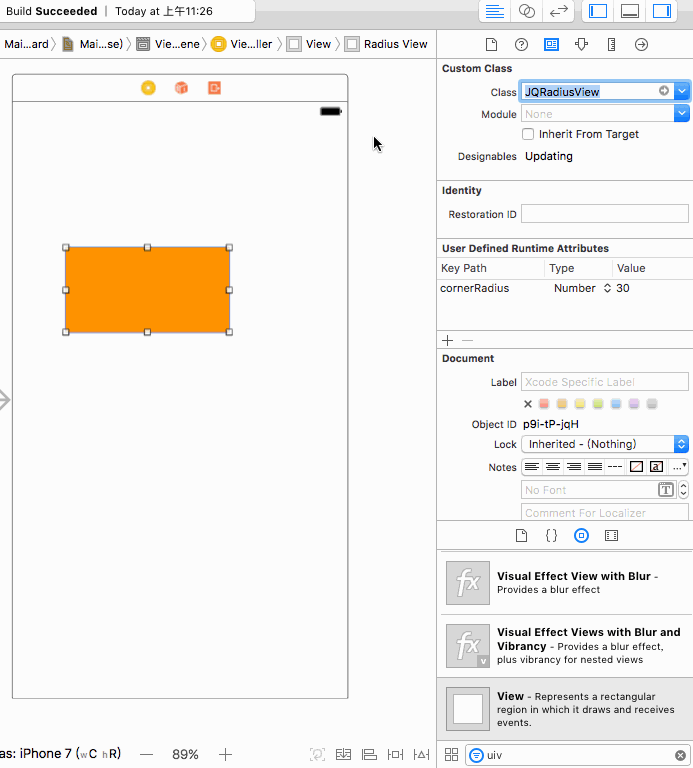 Build Succeeded | Today at 上午11:26
Mai...ard Mai...se) Vie...ene Vie...ller View Radius View
Custom Class
Class JQRadiusView
Module None
Inherit From Target
Designables Updating
Identity
Restoration ID
User Defined Runtime Attributes
Key Path Type Value
cornerRadius Number 30
Document
Label Xcode Specific Label
Object ID p9i-tP-jqH
Lock Inherited - (Nothing)
Notes
No Font
Comment For Localizer
Visual Effect View with Blur -
Provides a blur effect
Visual Effect Views with Blur and
Vibrancy - Provides a blur effect,
plus vibrancy for nested views
View - Represents a rectangular
region in which it draws and receives
events.
as: iPhone 7 (wC hR) — 89% +
uiv